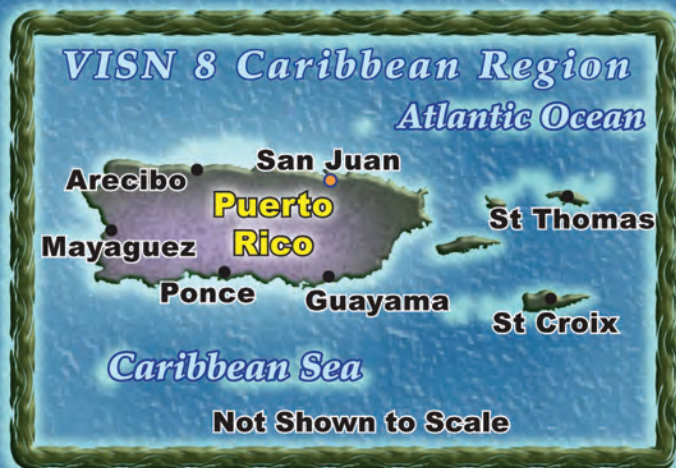 VISN 8 Caribbean Region
Atlantic Ocean
San Juan
Arecibo
Puerto
Rico
St Thomas
Mayaguez
Ponce
Guayama
St Croix
Caribbean Sea
Not Shown to Scale